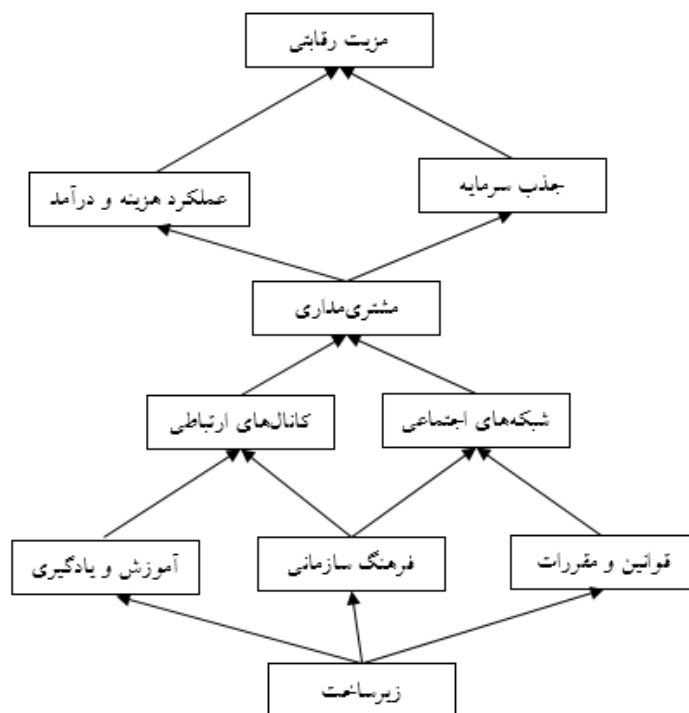 مزیت رقابتی
عملکرد هزینه و درآمد
جذب سرمایه
مشتری‌مداری
کانال‌های ارتباطی
شبکه‌های اجتماعی
آموزش و یادگیری
فرهنگ سازمانی
قوانین و مقررات
زیرساخت